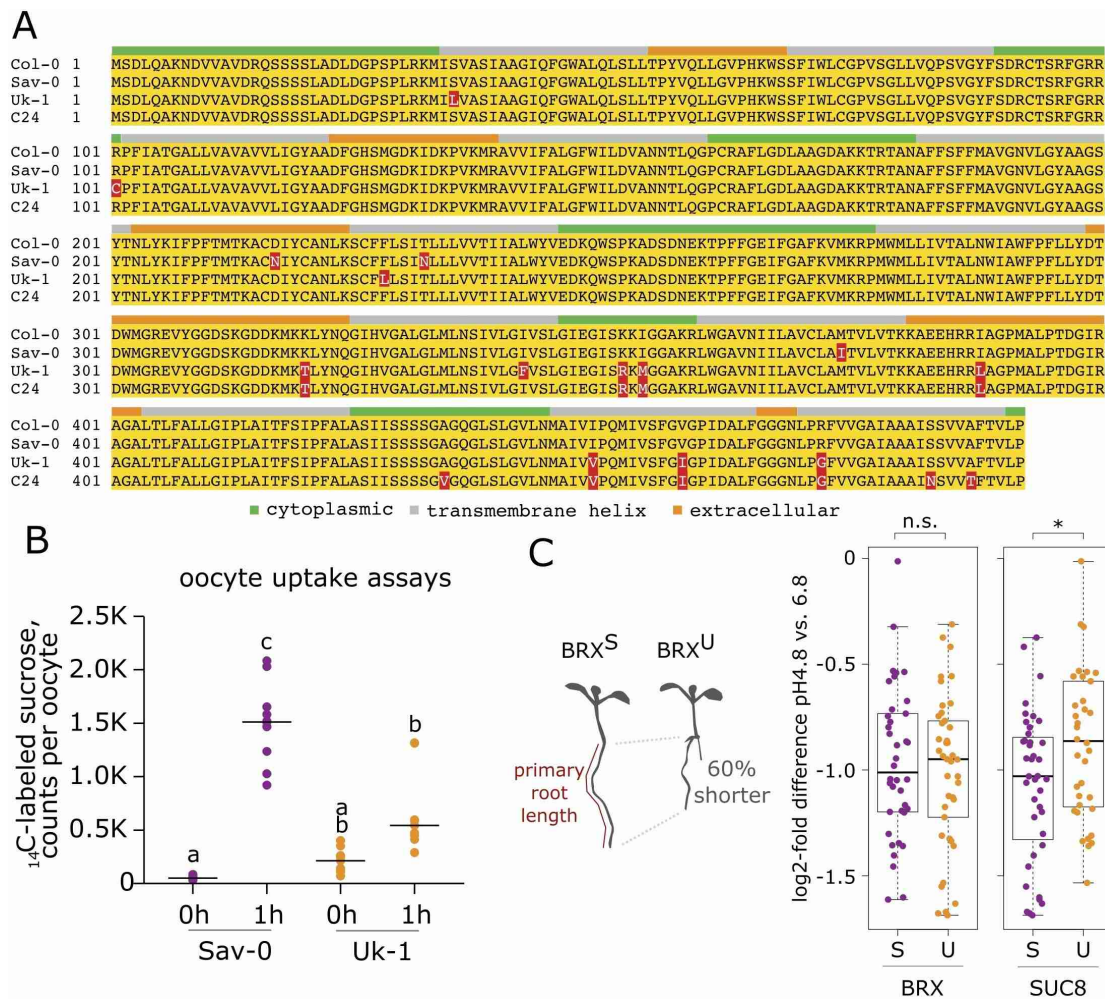 A
Col-0 1 MSDLQAKNDVVAVDRQSSSSLADLDGPSPLRKMISVASIAAGIQFGWALQLSLLTPYVQLLGVPHKWSSFIWLCGPVSGLLVQPSVGYFSDRCTSRFGRR
Sav-0 1 MSDLQAKNDVVAVDRQSSSSLADLDGPSPLRKMISVASIAAGIQFGWALQLSLLTPYVQLLGVPHKWSSFIWLCGPVSGLLVQPSVGYFSDRCTSRFGRR
Uk-1 1 MSDLQAKNDVVAVDRQSSSSLADLDGPSPLRKMILVASIAAGIQFGWALQLSLLTPYVQLLGVPHKWSSFIWLCGPVSGLLVQPSVGYFSDRCTSRFGRR
C24 1 MSDLQAKNDVVAVDRQSSSSLADLDGPSPLRKMISVASIAAGIQFGWALQLSLLTPYVQLLGVPHKWSSFIWLCGPVSGLLVQPSVGYFSDRCTSRFGRR
Col-0 101 RPFIATGALLVAVAVVLIGYAADFGHSMGDKIDKPVKMRAVVIFALGFWILDVANNTLQGPCRAFLGDLAAGDAKKTRTANAFFSFFMAVGNVLGYAAGS
Sav-0 101 RPFIATGALLVAVAVVLIGYAADFGHSMGDKIDKPVKMRAVVIFALGFWILDVANNTLQGPCRAFLGDLAAGDAKKTRTANAFFSFFMAVGNVLGYAAGS
Uk-1 101 CPFIATGALLVAVAVVLIGYAADFGHSMGDKIDKPVKMRAVVIFALGFWILDVANNTLQGPCRAFLGDLAAGDAKKTRTANAFFSFFMAVGNVLGYAAGS
C24 101 RPFIATGALLVAVAVVLIGYAADFGHSMGDKIDKPVKMRAVVIFALGFWILDVANNTLQGPCRAFLGDLAAGDAKKTRTANAFFSFFMAVGNVLGYAAGS
Col-0 201 YTNLYKIFPFTMTKACDIYCANLKSCFFLSITLLLVVTIIALWYVEDKQWSPKADSDNEKTPFFGEIFGAFKVMKRPMWMLLIVTALNWIAWFPFLLYDT
Sav-0 201 YTNLYKIFPFTMTKACNIYCANLKSCFFLSINLLLVVTIIALWYVEDKQWSPKADSDNEKTPFFGEIFGAFKVMKRPMWMLLIVTALNWIAWFPFLLYDT
Uk-1 201 YTNLYKIFPFTMTKACDIYCANLKSCFLLSITLLLVVTIIALWYVEDKQWSPKADSDNEKTPFFGEIFGAFKVMKRPMWMLLIVTALNWIAWFPFLLYDT
C24 201 YTNLYKIFPFTMTKACDIYCANLKSCFFLSITLLLVVTIIALWYVEDKQWSPKADSDNEKTPFFGEIFGAFKVMKRPMWMLLIVTALNWIAWFPFLLYDT
Col-0 301 DWMGREVYGGDSKGDDKMKKLYNQGIHVGALGLMLNSIVLGIVSLGIEGISKKIGGAKRLWGAVNIILAVCLAMTVLVTKKAEEHRRIAGPMALPTDGIR
Sav-0 301 DWMGREVYGGDSKGDDKMKKLYNQGIHVGALGLMLNSIVLGIVSLGIEGISKKIGGAKRLWGAVNIILAVCLAITVLVTKKAEEHRRIAGPMALPTDGIR
Uk-1 301 DWMGREVYGGDSKGDDKMKTLYNQGIHVGALGLMLNSIVLGFVSLGIEGISRKMGGAKRLWGAVNIILAVCLAMTVLVTKKAEEHRRLAGPMALPTDGIR
C24 301 DWMGREVYGGDSKGDDKMKTLYNQGIHVGALGLMLNSIVLGIVSLGIEGISRKMGGAKRLWGAVNIILAVCLAMTVLVTKKAEEHRRLAGPMALPTDGIR
Col-0 401 AGALTLFALLGIPLAITFSIPFALASIISSSSGAGQGLSLGVLNMAIVIPQMIVSFGVGPIDALFGGGNLPRFVVGAIAAAISSVVAFTVLP
Sav-0 401 AGALTLFALLGIPLAITFSIPFALASIISSSSGAGQGLSLGVLNMAIVIPQMIVSFGVGPIDALFGGGNLPRFVVGAIAAAISSVVAFTVLP
Uk-1 401 AGALTLFALLGIPLAITFSIPFALASIISSSSGAGQGLSLGVLNMAIVVPQMIVSFGIGPIDALFGGGNLPGFVVGAIAAAISSVVAFTVLP
C24 401 AGALTLFALLGIPLAITFSIPFALASIISSSSGVGQGLSLGVLNMAIVVPQMIVSFGIGPIDALFGGGNLPGFVVGAIAAAINSVVTFTVLP
cytoplasmic transmembrane helix extracellular
B
oocyte uptake assays
14C-labeled sucrose,
counts per oocyte
2.5K
2.0K
1.5K
1.0K
0.5K
0
a
c
a
b
b
0h 1h 0h 1h
Sav-0 Uk-1
C
BRXS BRXU
primary
root
length
60%
shorter
log2-fold difference pH4.8 vs. 6.8
n.s. *
0
-0.5
-1.0
-1.5
S U S U
BRX SUC8